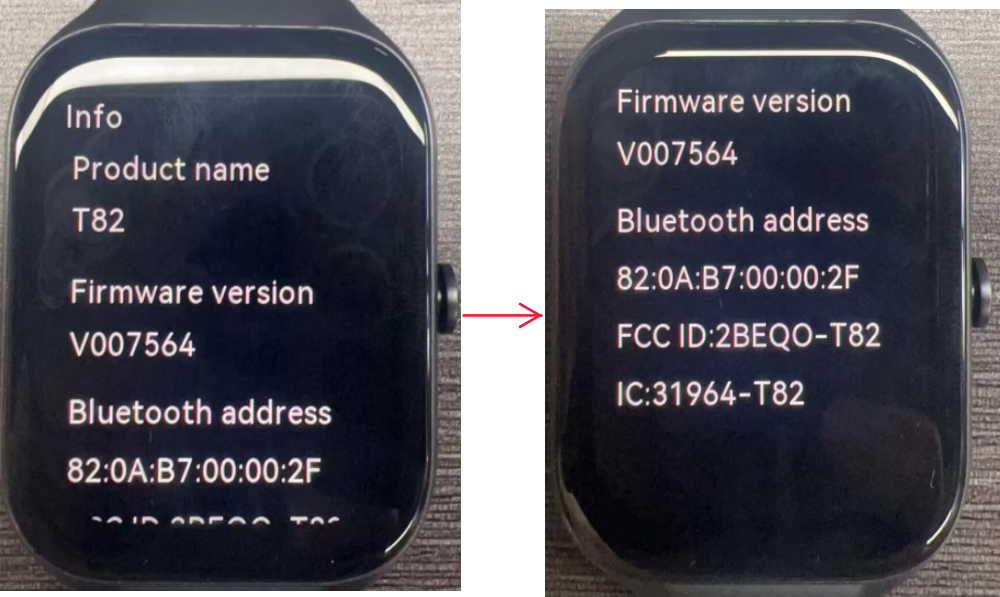 Info
Product name
T82
Firmware version
V007564
Bluetooth address
82:0A:B7:00:00:2F
Firmware version
V007564
Bluetooth address
82:0A:B7:00:00:2F
FCC ID:2BEQO-T82
IC:31964-T82